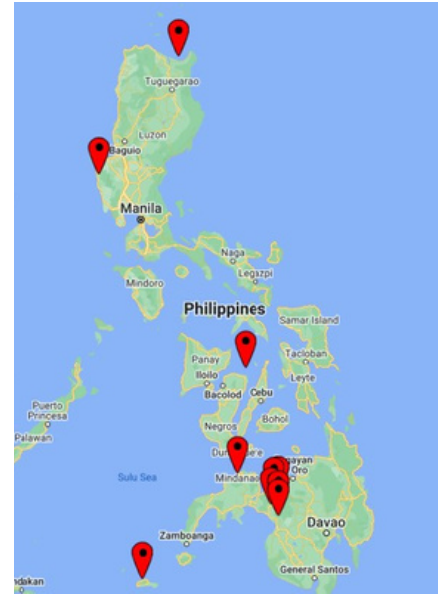 Tuguegarao
Luzon
Baguio
Manila
Naga
Legazpi
Mindoro
Philippines
Samar Island
Panay
Tacloban
Iloilo
Leyte
Bacolod
Cebu
Puerto
Princesa
Negros
Bohol
Palawan
Oro
Sulu Sea
Mindanao
Zamboanga
Davao
General Santos